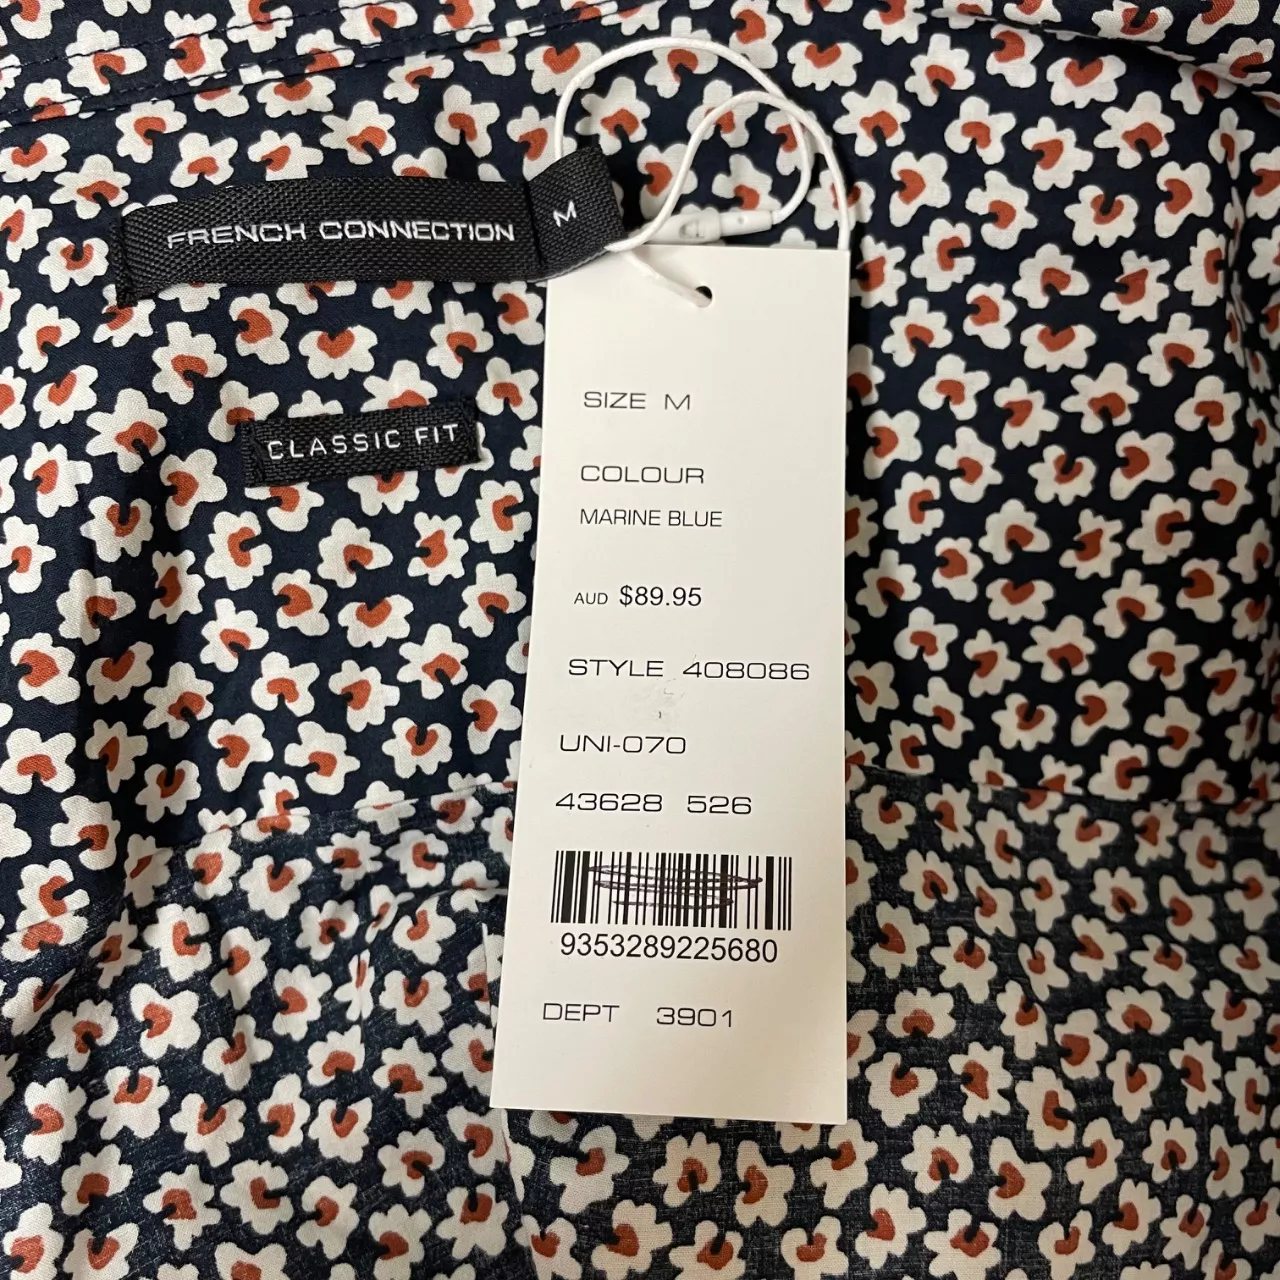 FRENCH CONNECTION M
CLASSIC FIT
SIZE M
COLOUR
MARINE BLUE
AUD $89.95
STYLE 408086
UNI-070
43628 526
9353289225680
DEPT 3901